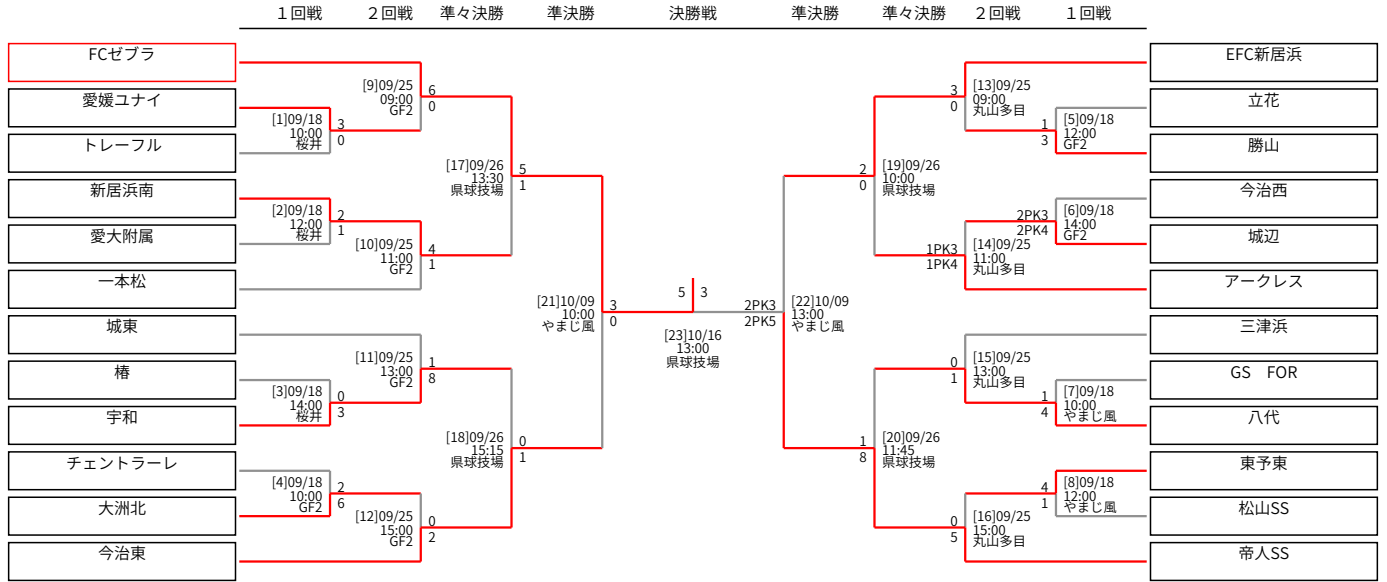 １回戦 ２回戦 準々決勝 準決勝 決勝戦 準決勝 準々決勝 ２回戦 １回戦
FCゼブラ
愛媛ユナイ
トレーフル
新居浜南
愛大附属
一本松
城東
椿
宇和
チェントラーレ
大洲北
今治東
[1]09/18
10:00
桜井
3
0
[2]09/18
12:00
桜井
2
1
[3]09/18
14:00
桜井
0
3
[4]09/18
10:00
GF2
2
6
[9]09/25
09:00
GF2
6
0
[10]09/25
11:00
GF2
4
1
[11]09/25
13:00
GF2
1
8
[12]09/25
15:00
GF2
0
2
[17]09/26
13:30
県球技場
5
1
[18]09/26
15:15
県球技場
0
1
[21]10/09
10:00
やまじ風
3
0
5 3
[23]10/16
13:00
県球技場
2PK3
2PK5
[22]10/09
13:00
やまじ風
2
0
[19]09/26
10:00
県球技場
1
8
[20]09/26
11:45
県球技場
3
0
[13]09/25
09:00
丸山多目
1PK3
1PK4
[14]09/25
11:00
丸山多目
0
1
[15]09/25
13:00
丸山多目
0
5
[16]09/25
15:00
丸山多目
1
3
[5]09/18
12:00
GF2
2PK3
2PK4
[6]09/18
14:00
GF2
1
4
[7]09/18
10:00
やまじ風
4
1
[8]09/18
12:00
やまじ風
EFC新居浜
立花
勝山
今治西
城辺
アークレス
三津浜
GS　FOR
八代
東予東
松山SS
帝人SS